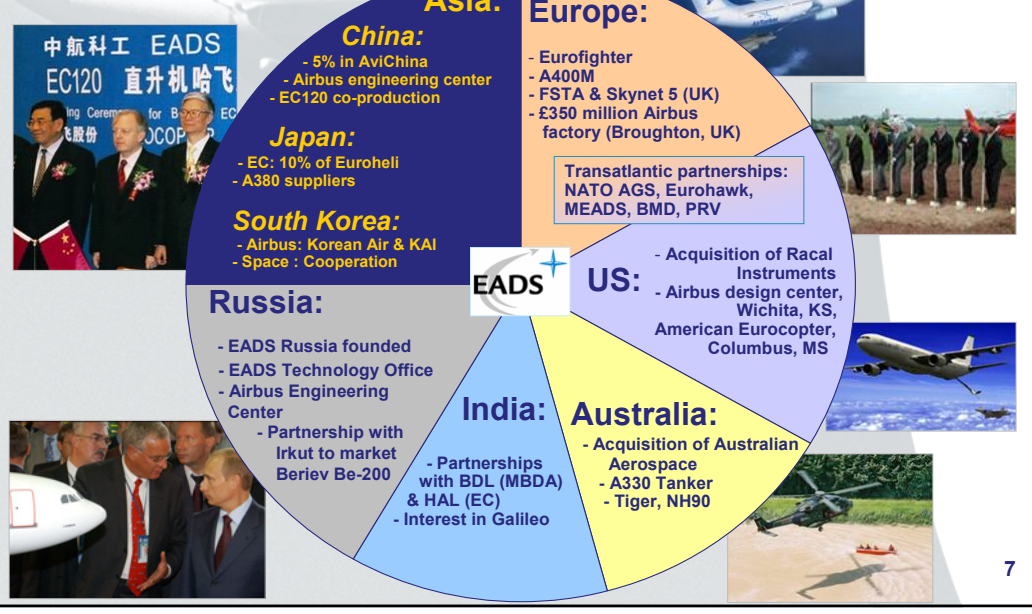 Asia:
China:
- 5% in AviChina
- Airbus engineering center
- EC120 co-production
Japan:
- EC: 10% of Euroheli
- A380 suppliers
South Korea:
- Airbus: Korean Air & KAI
- Space : Cooperation
Europe:
- Eurofighter
- A400M
- FSTA & Skynet 5 (UK)
- £350 million Airbus
factory (Broughton, UK)
Transatlantic partnerships:
NATO AGS, Eurohawk,
MEADS, BMD, PRV
US:
- Acquisition of Racal
Instruments
- Airbus design center,
Wichita, KS,
American Eurocopter,
Columbus, MS
EADS
Russia:
- EADS Russia founded
- EADS Technology Office
- Airbus Engineering
Center
- Partnership with
Irkut to market
Beriev Be-200
India:
- Partnerships
with BDL (MBDA)
& HAL (EC)
- Interest in Galileo
Australia:
- Acquisition of Australian
Aerospace
- A330 Tanker
- Tiger, NH90
中航科工 EADS
EC120 直升机哈飞
for
股份
7